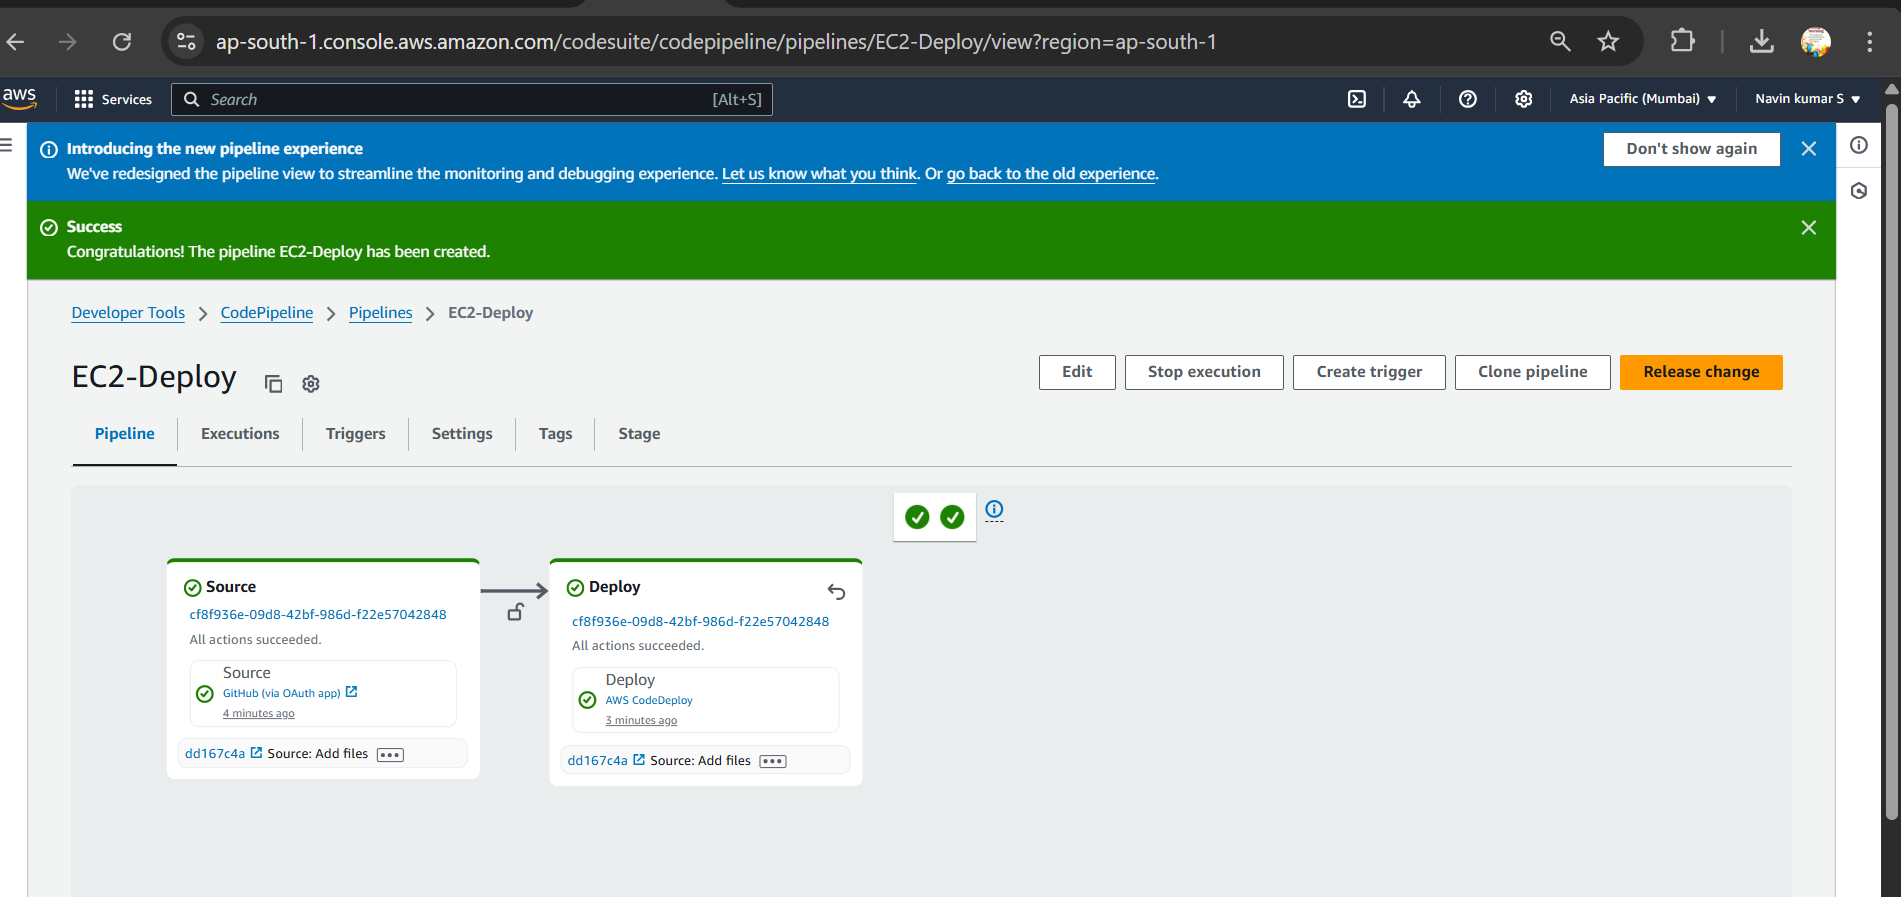 ap-south-1.console.aws.amazon.com/codesuite/codepipeline/pipelines/EC2-Deploy/view?region=ap-south-1
aws Services Search [Alt+S] Asia Pacific (Mumbai) Navin kumar S
Introducing the new pipeline experience
We've redesigned the pipeline view to streamline the monitoring and debugging experience. Let us know what you think. Or go back to the old experience.
Don't show again
Success
Congratulations! The pipeline EC2-Deploy has been created.
Developer Tools CodePipeline Pipelines EC2-Deploy
EC2-Deploy
Edit Stop execution Create trigger Clone pipeline Release change
Pipeline Executions Triggers Settings Tags Stage
Source
cf8f936e-09d8-42bf-986d-f22e57042848
All actions succeeded.
Source
GitHub (via OAuth app)
4 minutes ago
dd167c4a Source: Add files
Deploy
cf8f936e-09d8-42bf-986d-f22e57042848
All actions succeeded.
Deploy
AWS CodeDeploy
3 minutes ago
dd167c4a Source: Add files